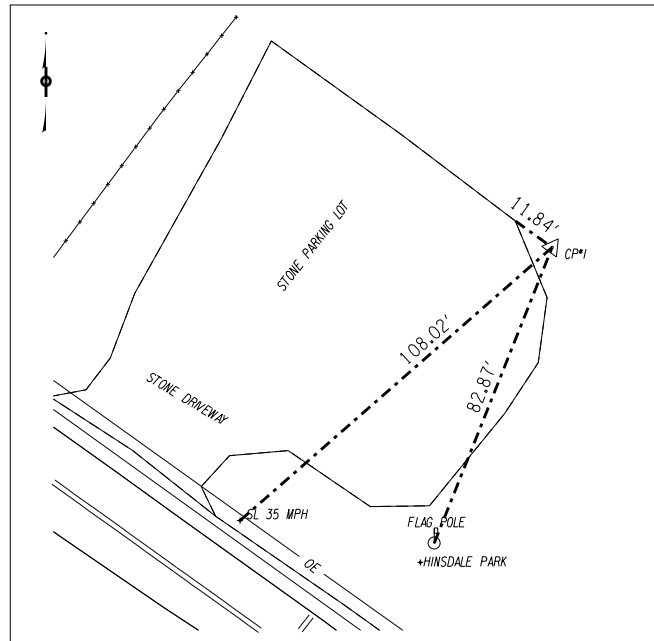 11.84'
CP#1
STONE PARKING LOT
108.02'
82.87'
STONE DRIVEWAY
SL 35 MPH
FLAG POLE
OE
+HINSDALE PARK